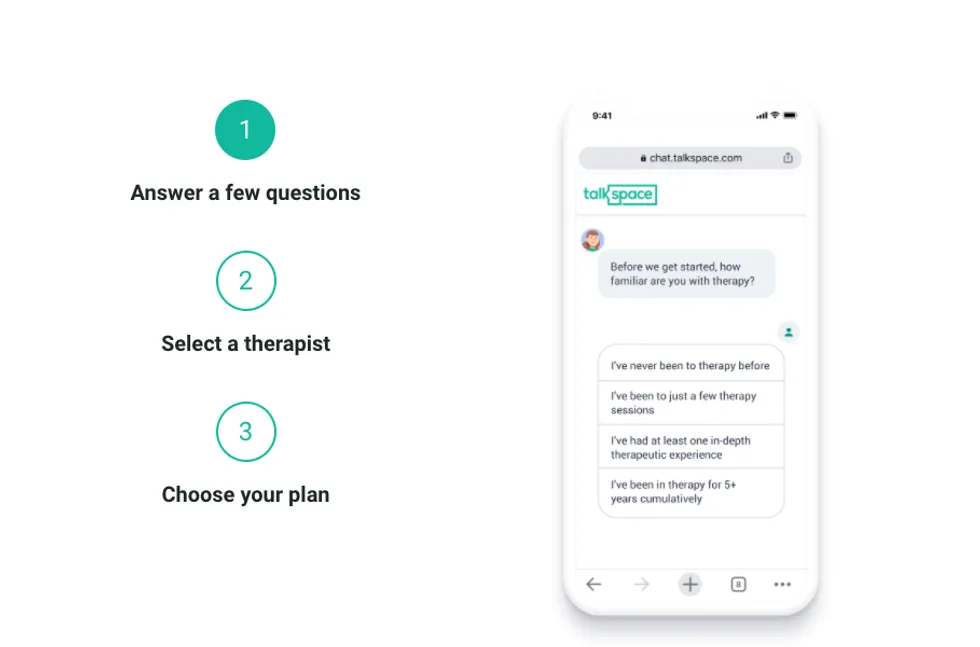 1
Answer a few questions
2
Select a therapist
3
Choose your plan
9:41
chat.talkspace.com
talkspace
Before we get started, how
familiar are you with therapy?
I've never been to therapy before
I've been to just a few therapy
sessions
I've had at least one in-depth
therapeutic experience
I've been in therapy for 5+
years cumulatively
8